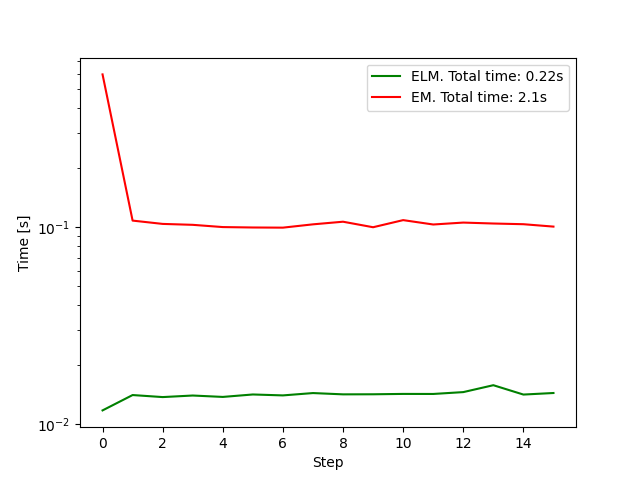 ELM. Total time: 0.22s
EM. Total time: 2.1s
Time [s]
10⁻¹
10⁻²
0 2 4 6 8 10 12 14
Step